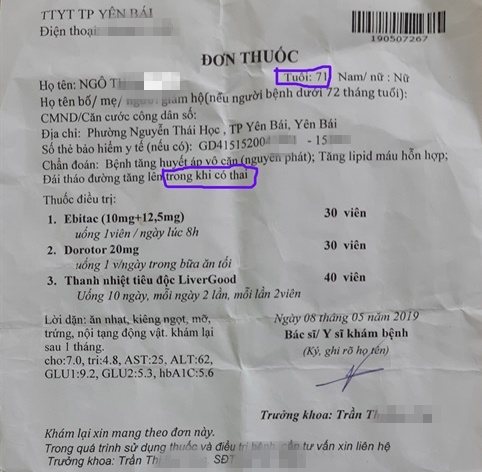 TTYT TP YÊN BÁI
Điện thoại:
190507267
ĐƠN THUỐC
Họ tên: NGÔ Tuổi: 71 Nam/ nữ : Nữ
Họ tên bố/ mẹ/ người giám hộ(nếu người bệnh dưới 72 tháng tuổi):
CMND/Căn cước công dân số:
Địa chỉ: Phường Nguyễn Thái Học , TP Yên Bái, Yên Bái
Số thẻ bảo hiểm y tế (nếu có): GD41515200 - 15
Chẩn đoán: Bệnh tăng huyết áp vô căn (nguyên phát); Tăng lipid máu hỗn hợp;
Đái tháo đường tăng lên trong khi có thai
Thuốc điều trị:
1. Ebitac (10mg+12,5mg) 30 viên
uống 1viên / ngày lúc 8h
2. Dorotor 20mg 30 viên
uống 1 v/ngày trong bữa ăn tối
3. Thanh nhiệt tiêu độc LiverGood 40 viên
Uống 10 ngày, mỗi ngày 2 lần, mỗi lần 2viên
Lời dặn: ăn nhạt, kiêng ngọt, mỡ,
trứng, nội tạng động vật. khám lại
sau 1 tháng.
cho:7.0, tri:4.8, AST:25, ALT:62,
GLU1:9.2, GLU2:5.3, hbA1C:5.6
Ngày 08 tháng 05 năm 2019
Bác sĩ/ Y sĩ khám bệnh
(Ký, ghi rõ họ tên)
Trưởng khoa: Trần
Khám lại xin mang theo đơn này.
Trong quá trình sử dụng thuốc và điều trị bệnh, cần tư vấn xin liên hệ
Trưởng khoa: Trần SĐT